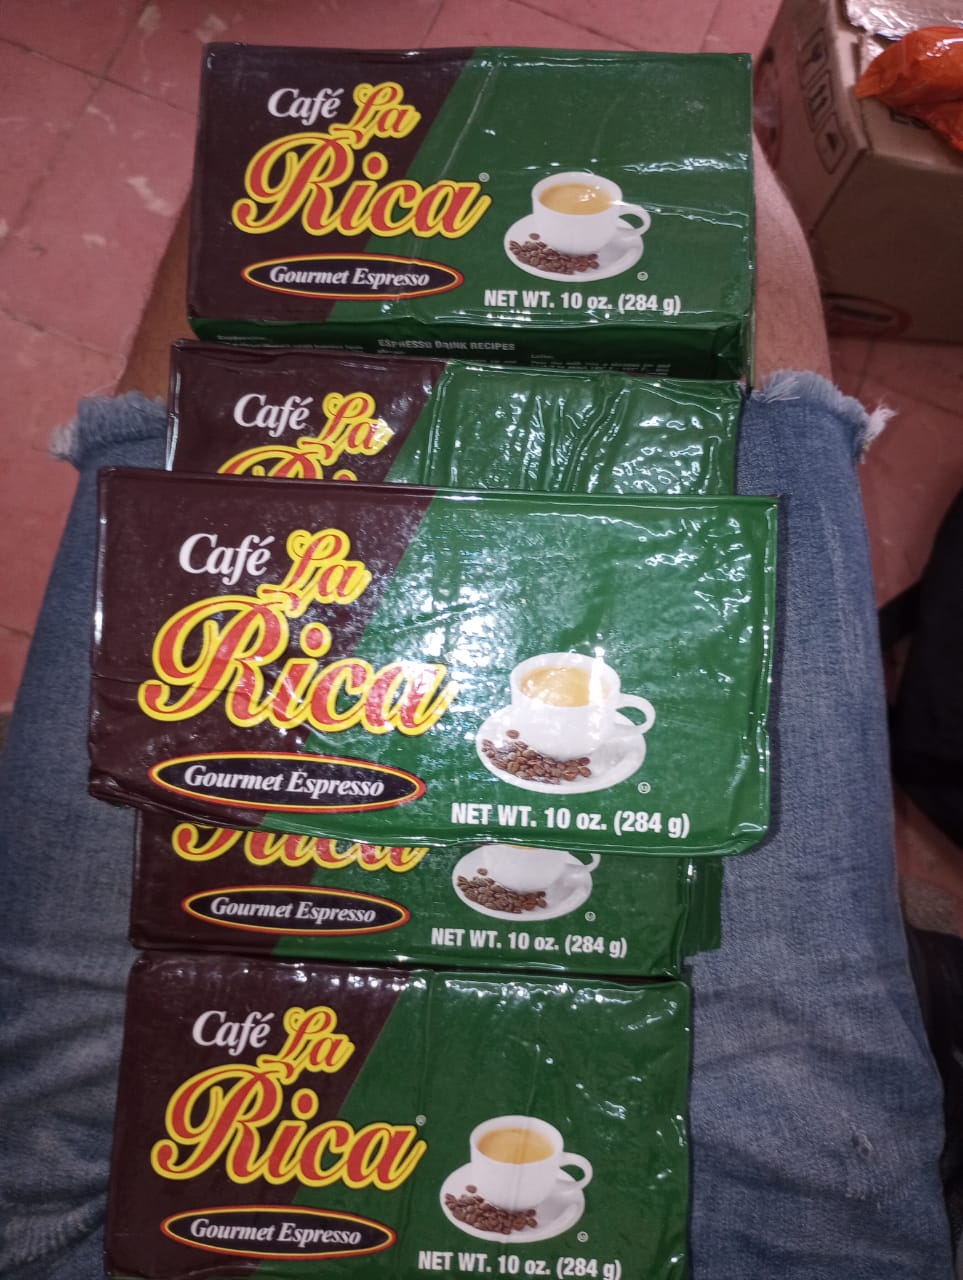 Café La
Rica®
Gourmet Espresso
NET WT. 10 oz. (284 g)
ESPRESSO DRINK RECIPES
Café La
Café La
Rica
Gourmet Espresso
NET WT. 10 oz. (284 g)
Rica
Gourmet Espresso
NET WT. 10 oz. (284 g)
Café La
Rica®
Gourmet Espresso
NET WT. 10 oz. (284 g)